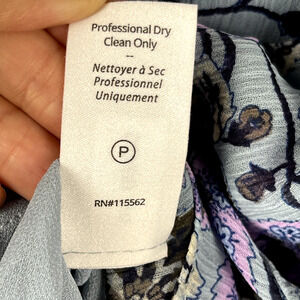 Professional Dry
Clean Only
--
Nettoyer à Sec
Professionnel
Uniquement
P
RN#115562